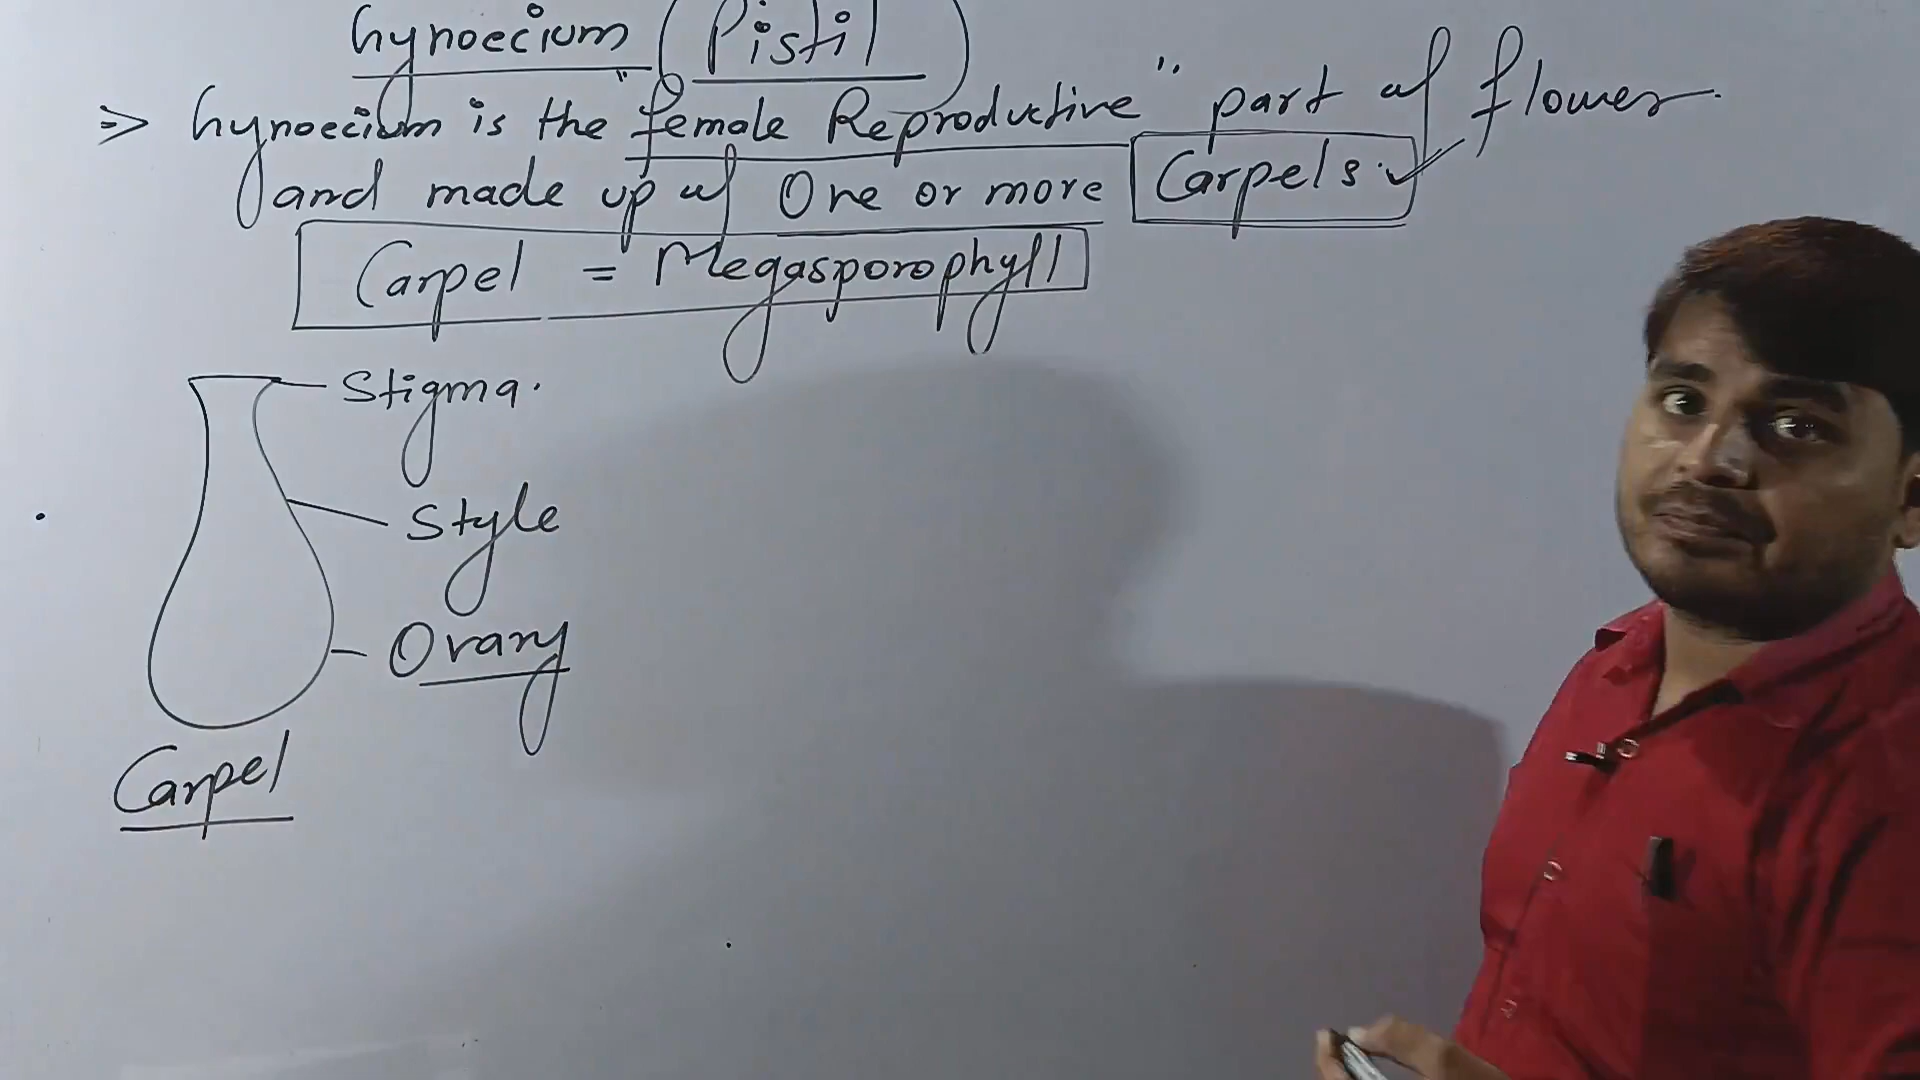 Gynoecium (Pistil)
=> Gynoecium is the "female Reproductive" part of flower.
and made up of One or more Carpels.
Carpel = Megasporophyll
Stigma.
Style
Ovary
Carpel